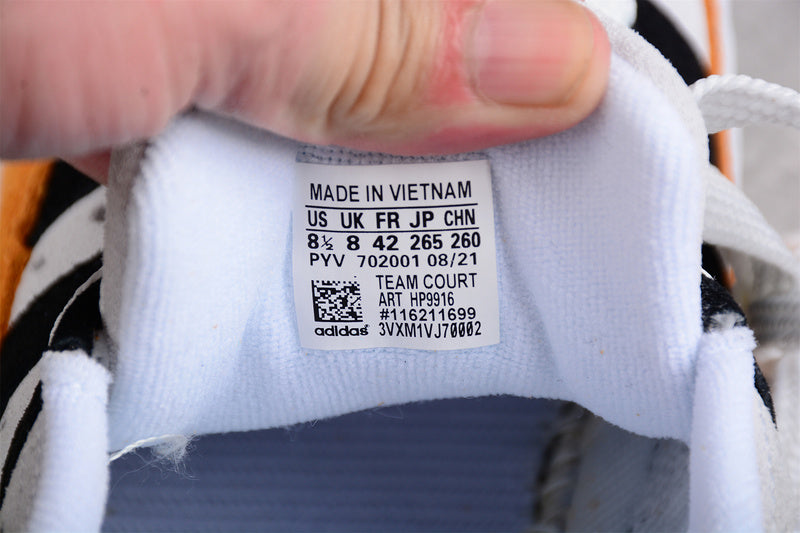 MADE IN VIETNAM
US UK FR JP CHN
8½ 8 42 265 260
PYV 702001 08/21
TEAM COURT
ART HP9916
#116211699
adidas® 3VXM1VJ70002